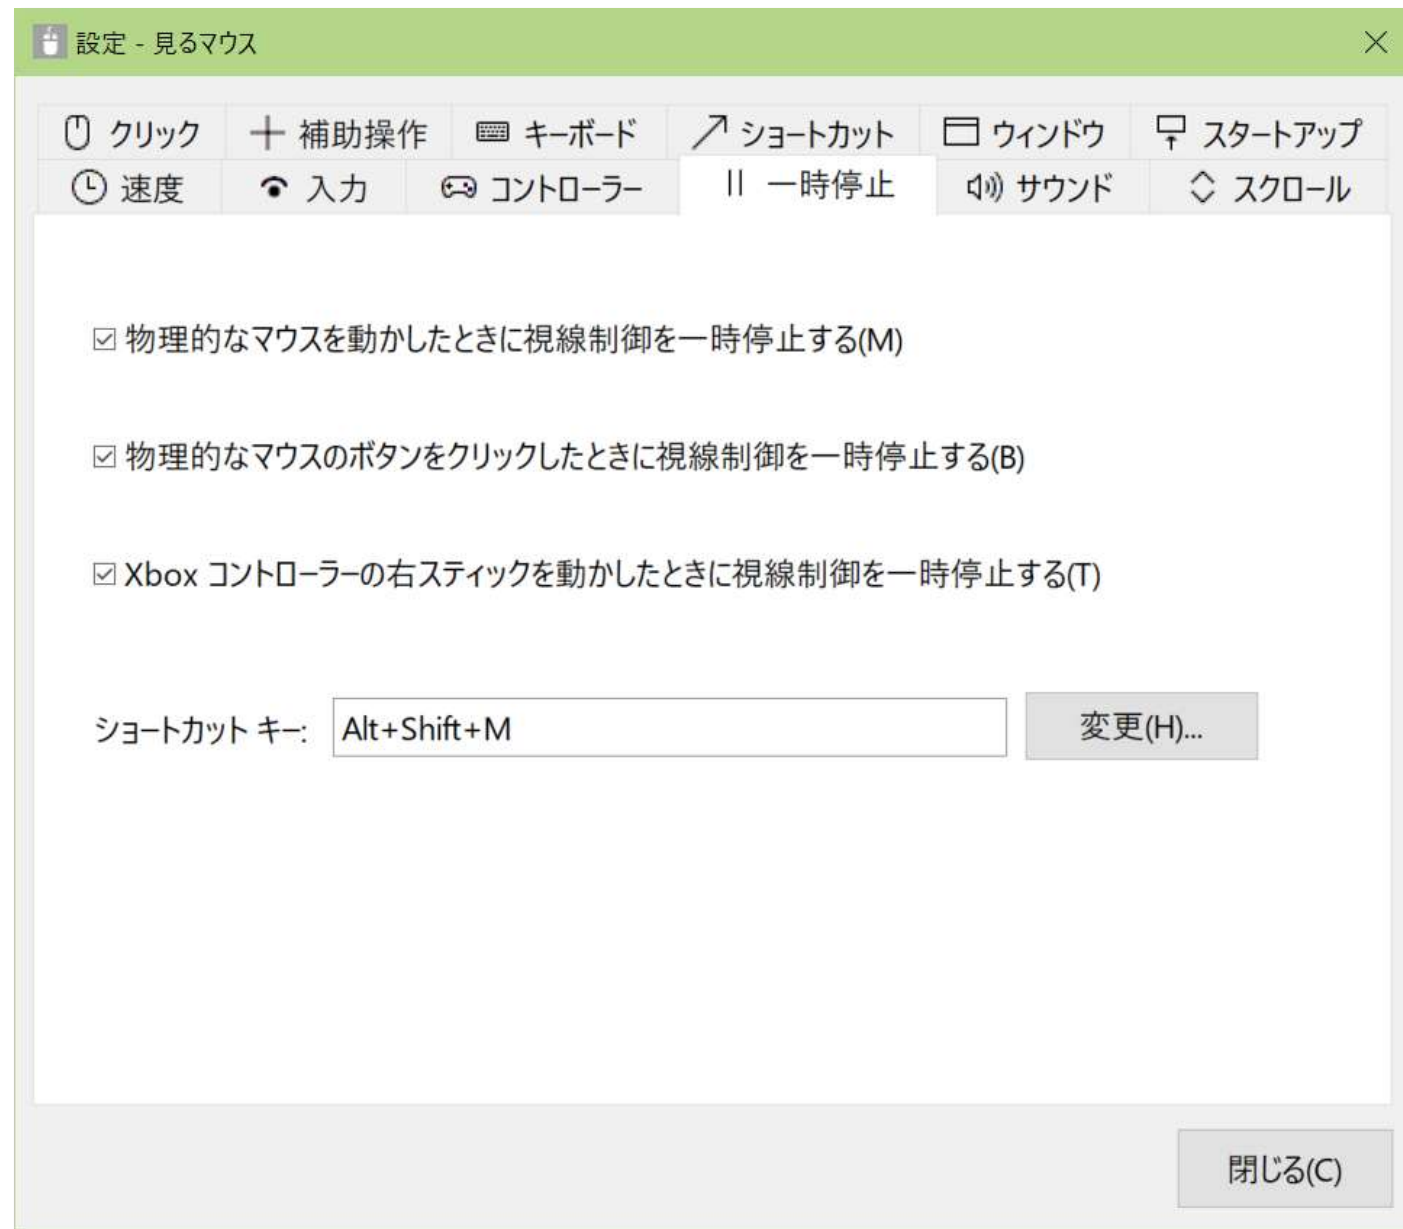 設定 - 見るマウス
クリック 補助操作 キーボード ショートカット ウィンドウ スタートアップ
速度 入力 コントローラー 一時停止 サウンド スクロール
物理的なマウスを動かしたときに視線制御を一時停止する(M)
物理的なマウスのボタンをクリックしたときに視線制御を一時停止する(B)
Xbox コントローラーの右スティックを動かしたときに視線制御を一時停止する(T)
ショートカット キー: Alt+Shift+M 変更(H)...
閉じる(C)